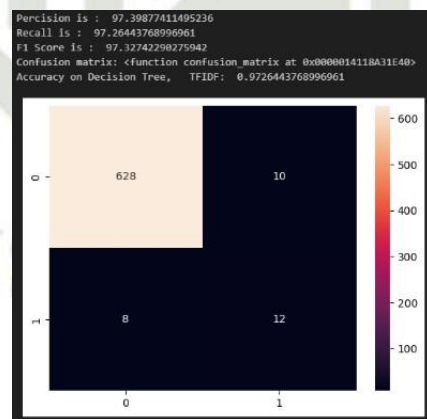 Percision is :  97.39877411495236
Recall is :  97.26443768996961
F1 Score is :  97.32742290275942
Confusion matrix: <function confusion_matrix at 0x0000014118A31E40>
Accuracy on Decision Tree,   TFIDF:  0.9726443768996961
600
628
10
0
500
400
300
200
8
12
1
100
0
1